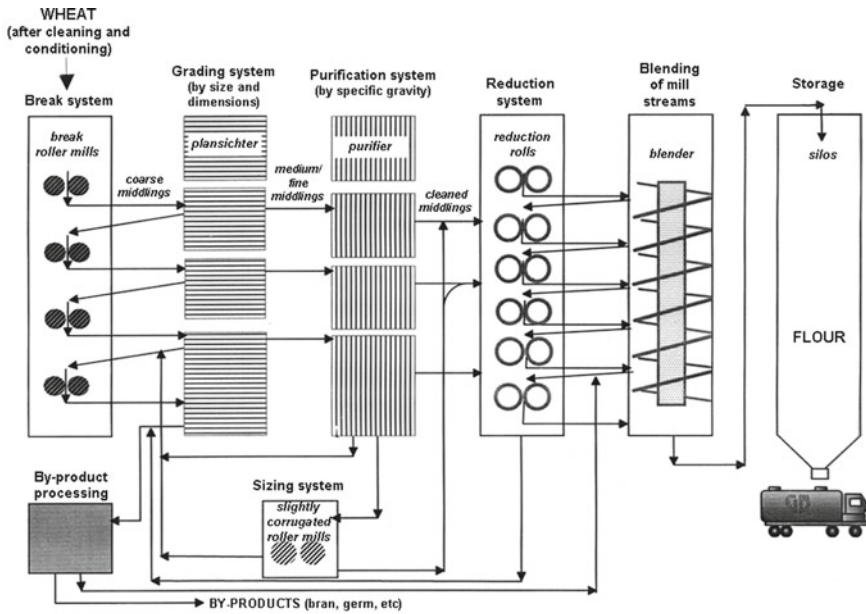 WHEAT
(after cleaning and
conditioning)
Break system
break
roller mills
coarse
middlings
Grading system
(by size and
dimensions)
plansichter
medium/
fine
middlings
Purification system
(by specific gravity)
purifier
cleaned
middlings
Reduction
system
reduction
rolls
Blending
of mill
streams
blender
Storage
silos
FLOUR
By-product
processing
Sizing system
slightly
corrugated
roller mills
BY-PRODUCTS (bran, germ, etc)